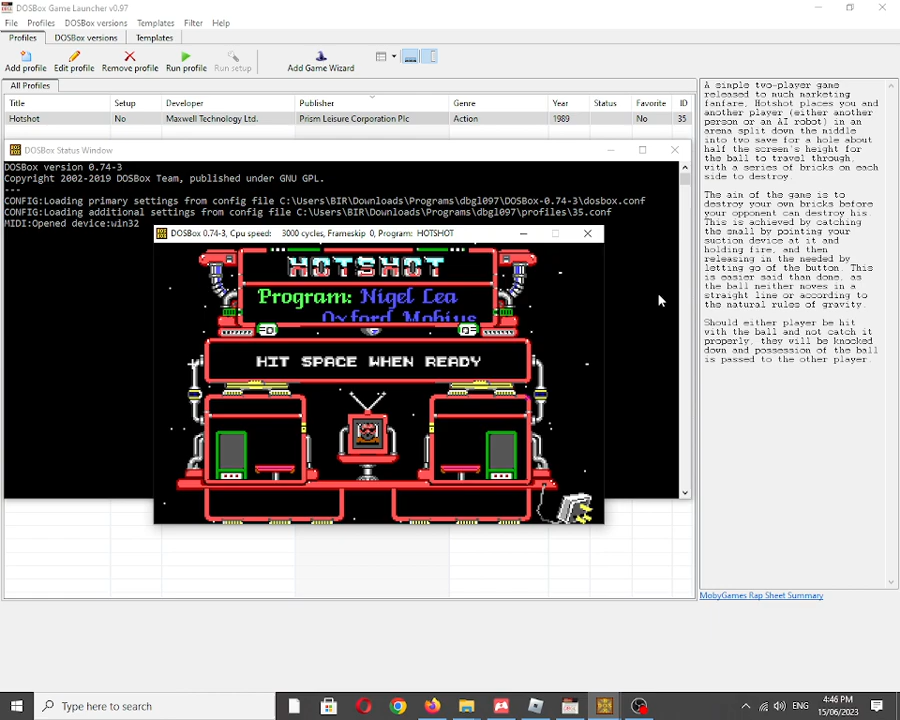 DOSBox Game Launcher v0.97
File Profiles DOSBox versions Templates Filter Help
Profiles DOSBox versions Templates
Add profile Edit profile Remove profile Run profile Run setup Add Game Wizard
All Profiles
Title Setup Developer Publisher Genre Year Status Favorite ID
Hotshot No Maxwell Technology Ltd. Prism Leisure Corporation Plc Action 1989 No 35
DOSBox Status Window
DOSBox version 0.74-3
Copyright 2002-2019 DOSBox Team, published under GNU GPL.
---
CONFIG:Loading primary settings from config file C:\Users\BIR\Downloads\Programs\dbgl097\DOSBox-0.74-3\dosbox.conf
CONFIG:Loading additional settings from config file C:\Users\BIR\Downloads\Programs\dbgl097\profiles\35.conf
MIDI:Opened device:win32
DOSBox 0.74-3, Cpu speed: 3000 cycles, Frameskip 0, Program: HOTSHOT
HOTSHOT
Program: Nigel Lea
Oxford Mobius
HIT SPACE WHEN READY
A simple two-player game
released to much marketing
fanfare, Hotshot places you and
another player (either another
person or an AI robot) in an
arena split down the middle
into two save for a hole about
half the screen's height for
the ball to travel through,
with a series of bricks on each
side to destroy.
The aim of the game is to
destroy your own bricks before
your opponent can destroy his
This is achieved by catching
the small by pointing your
suction device at it and
holding fire, and then
releasing in the needed by
letting go of the button. This
is easier said than done, as
the ball neither moves in a
straight line or according to
the natural rules of gravity.
Should either player be hit
with the ball and not catch it
properly, they will be knocked
down and possession of the ball
is passed to the other player.
MobyGames Rap Sheet Summary
Type here to search
ENG
4:46 PM
15/06/2023